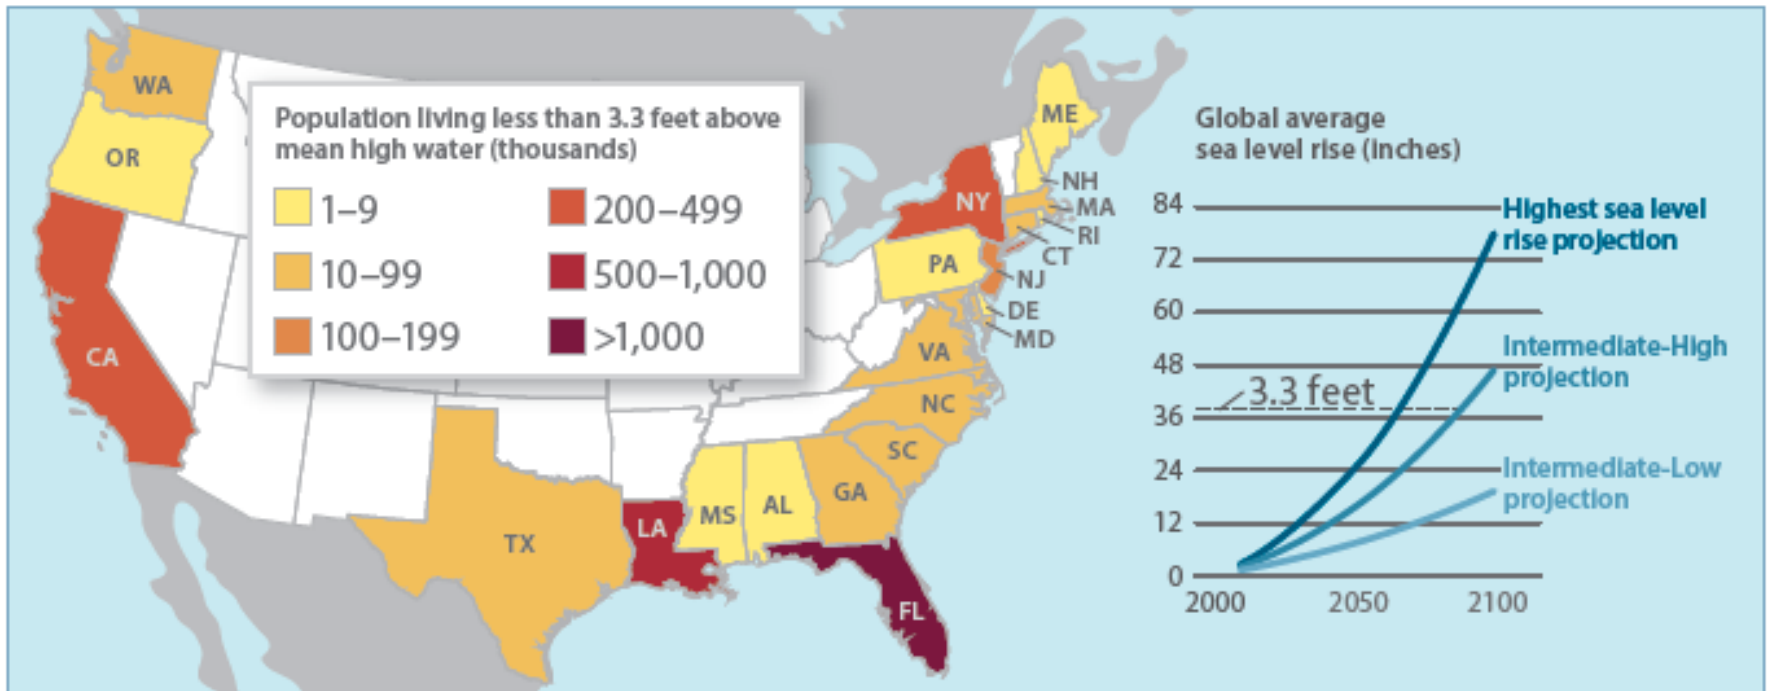 WA
OR
CA
TX
LA
MS
AL
GA
FL
SC
NC
VA
PA
NY
ME
NH
MA
RI
CT
NJ
DE
MD
Population living less than 3.3 feet above
mean high water (thousands)
1–9
10–99
100–199
200–499
500–1,000
>1,000
Global average
sea level rise (inches)
84
72
60
48
36
24
12
0
2000
2050
2100
3.3 feet
Highest sea level
rise projection
Intermediate-High
projection
Intermediate-Low
projection